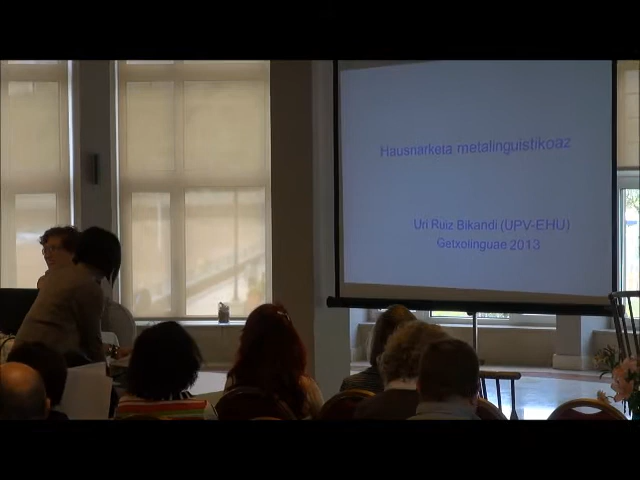 Hausnarketa metalinguistikoaz
Uri Ruiz Bikandi (UPV-EHU)
Getxolinguae 2013